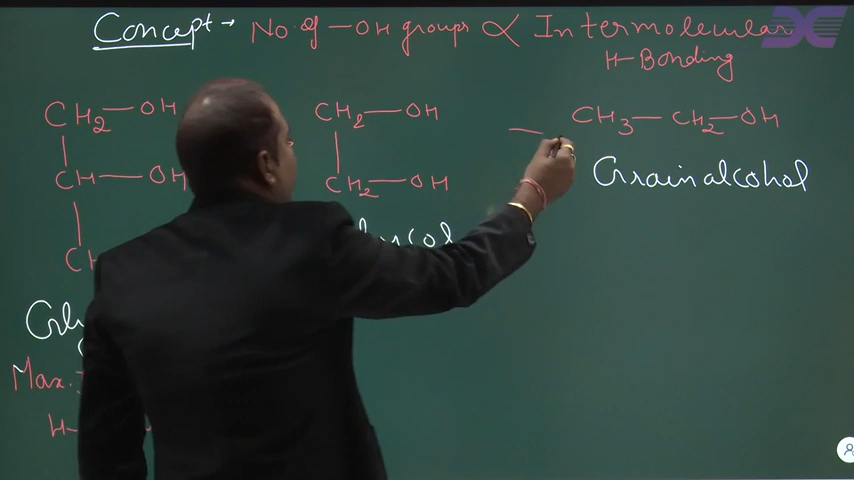 Concept → No. of —OH groups ∝ Intermolecular
H-Bonding
CH2—OH
CH—OH
CH2—OH
CH2—OH
CH3—CH2—OH
Grain alcohol
Max.
H-